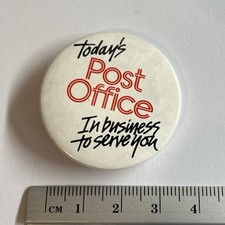 today's
Post
Office
In business
to serve you
CM 1 2 3 4